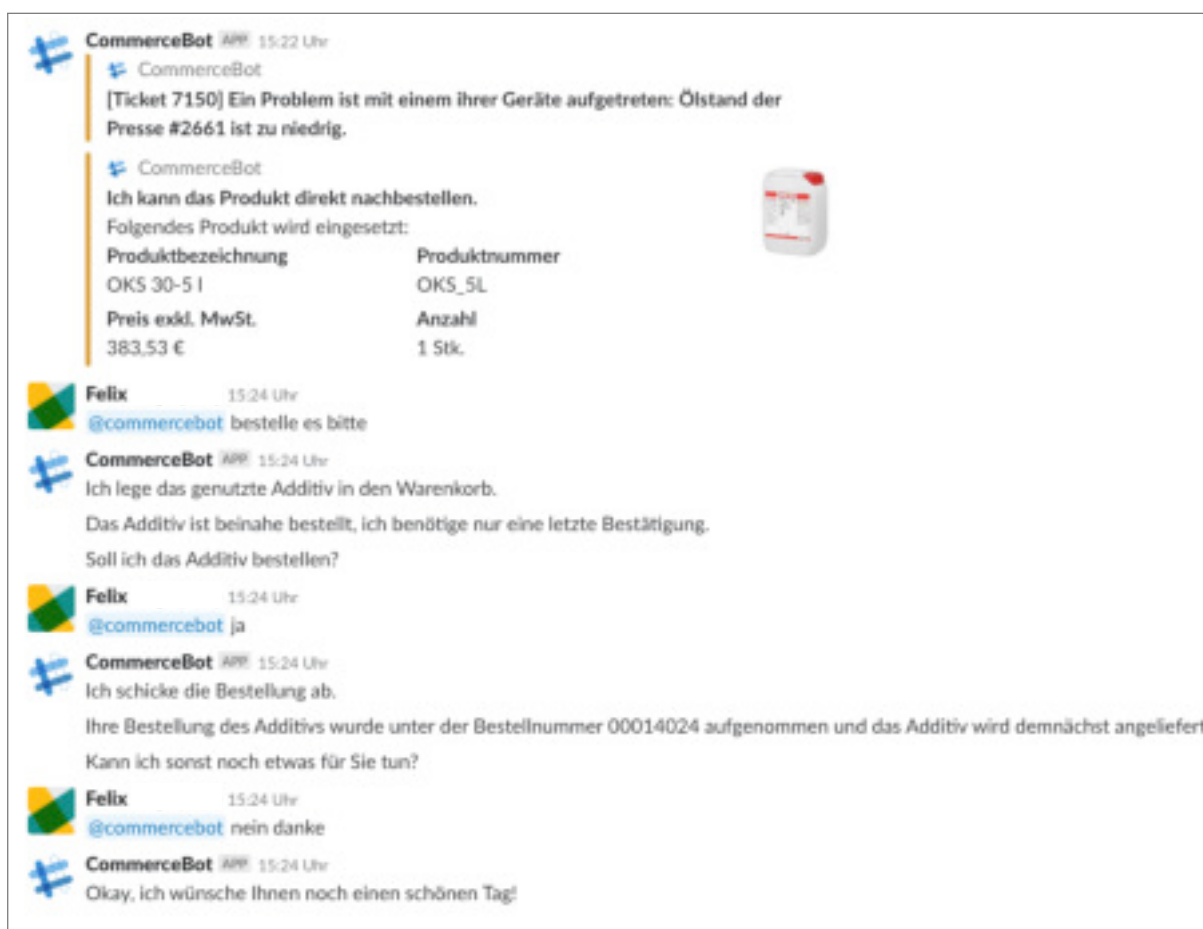 CommerceBot APP 15:22 Uhr
CommerceBot
[Ticket 7150] Ein Problem ist mit einem ihrer Geräte aufgetreten: Ölstand der
Presse #2661 ist zu niedrig.
CommerceBot
Ich kann das Produkt direkt nachbestellen.
Folgendes Produkt wird eingesetzt:
Produktbezeichnung Produktnummer
OKS 30-5 l OKS_5L
Preis exkl. MwSt. Anzahl
383,53 € 1 Stk.
Felix 15:24 Uhr
@commercebot bestelle es bitte
CommerceBot APP 15:24 Uhr
Ich lege das genutzte Additiv in den Warenkorb.
Das Additiv ist beinahe bestellt, ich benötige nur eine letzte Bestätigung.
Soll ich das Additiv bestellen?
Felix 15:24 Uhr
@commercebot ja
CommerceBot APP 15:24 Uhr
Ich schicke die Bestellung ab.
Ihre Bestellung des Additivs wurde unter der Bestellnummer 00014024 aufgenommen und das Additiv wird demnächst angeliefert
Kann ich sonst noch etwas für Sie tun?
Felix 15:24 Uhr
@commercebot nein danke
CommerceBot APP 15:24 Uhr
Okay, ich wünsche Ihnen noch einen schönen Tag!